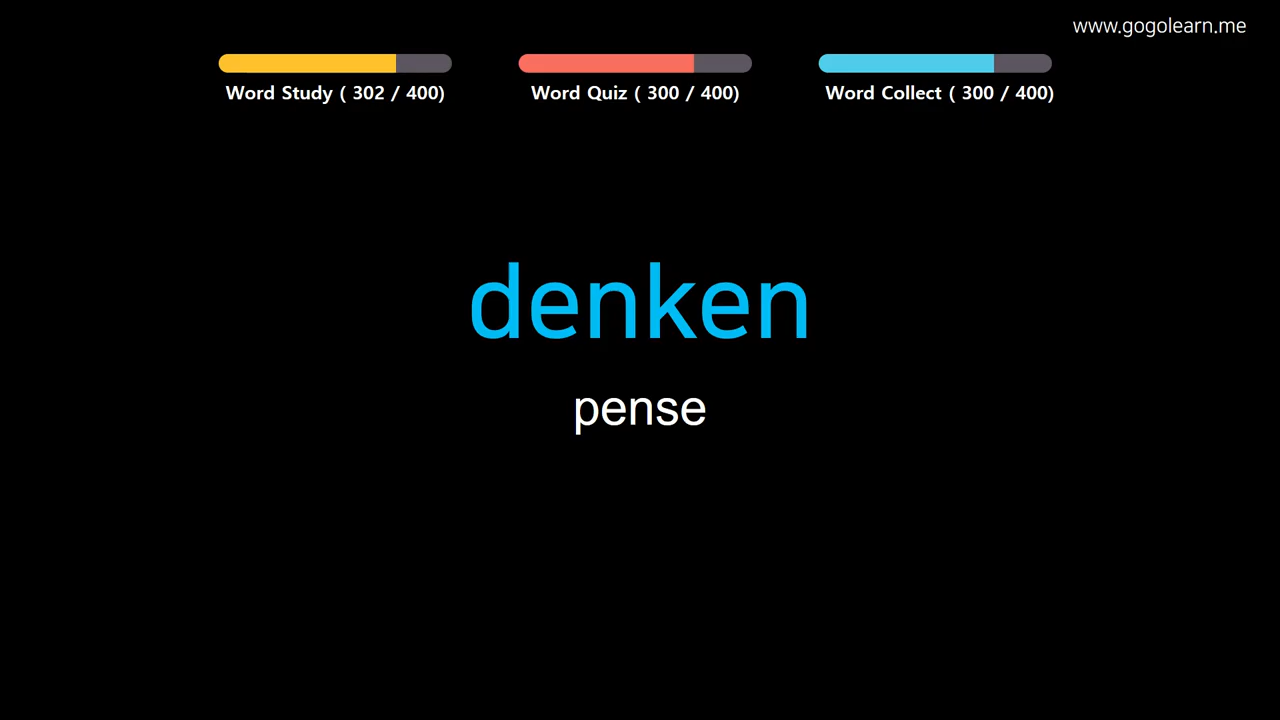 www.gogolearn.me
Word Study ( 302 / 400)
Word Quiz ( 300 / 400)
Word Collect ( 300 / 400)
denken
pense